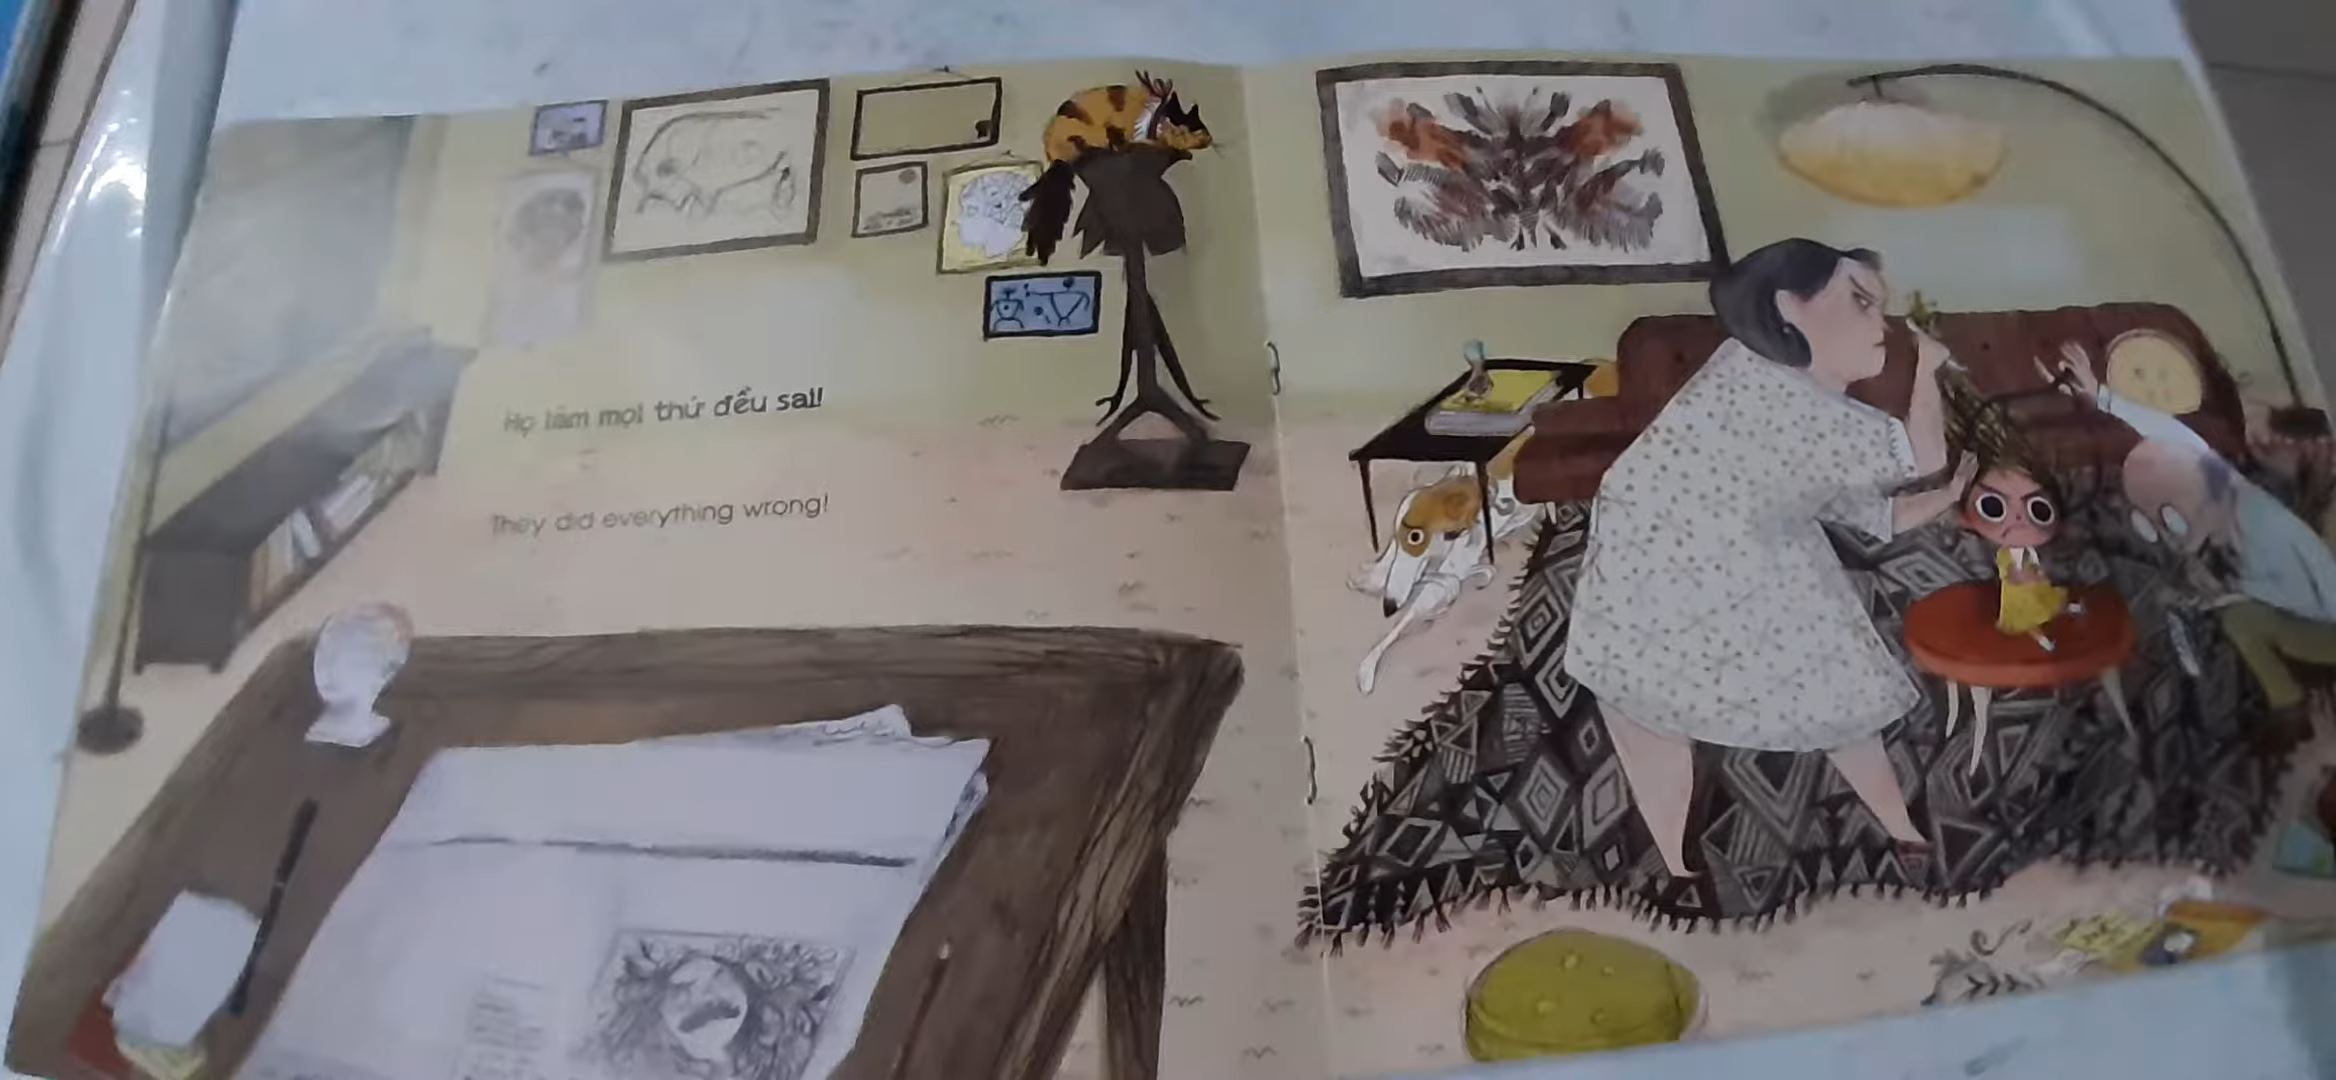 Họ làm mọi thứ đều sai!
They did everything wrong!